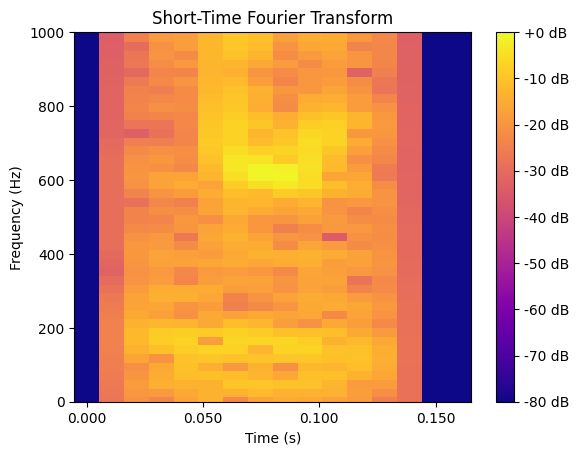 Short-Time Fourier Transform
Frequency (Hz)
1000
800
600
400
200
0
0.000
0.050
0.100
0.150
Time (s)
+0 dB
-10 dB
-20 dB
-30 dB
-40 dB
-50 dB
-60 dB
-70 dB
-80 dB